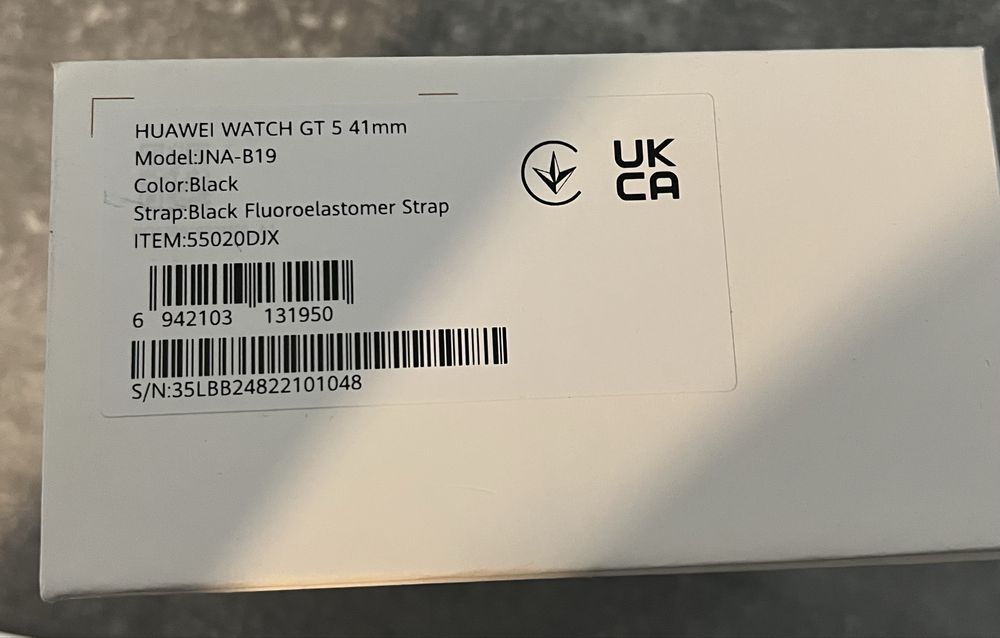 HUAWEI WATCH GT 5 41mm
Model:JNA-B19
Color:Black
Strap:Black Fluoroelastomer Strap
ITEM:55020DJX
6 942103 131950
S/N:35LBB24822101048
UK
CA